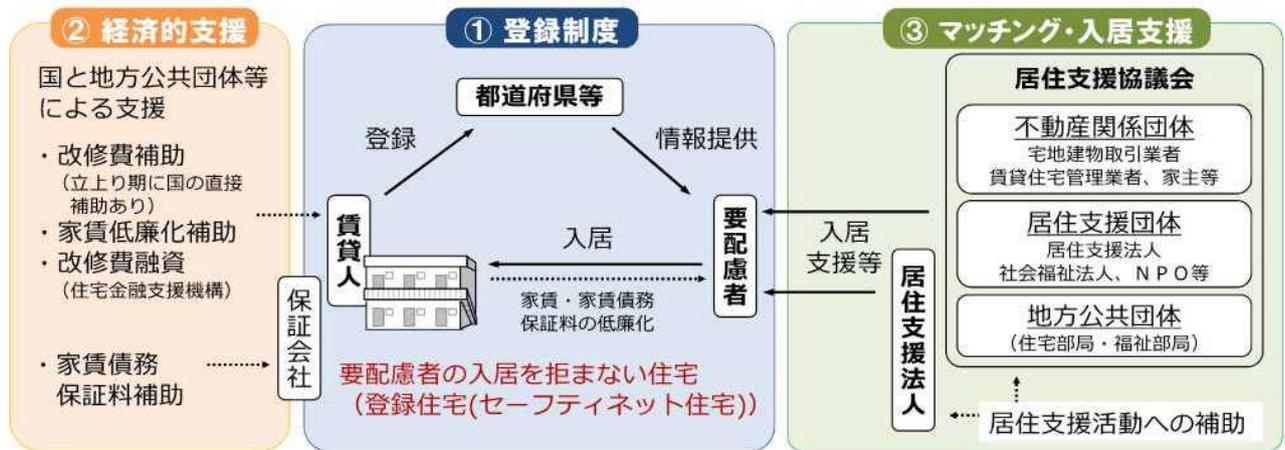 ② 経済的支援
国と地方公共団体等
による支援
・改修費補助
（立上り期に国の直接
補助あり）
・家賃低廉化補助
・改修費融資
（住宅金融支援機構）
・家賃債務
保証料補助
保証会社
① 登録制度
都道府県等
登録
情報提供
賃貸人
入居
要配慮者
家賃・家賃債務
保証料の低廉化
要配慮者の入居を拒まない住宅
（登録住宅(セーフティネット住宅)）
③ マッチング・入居支援
居住支援協議会
不動産関係団体
宅地建物取引業者
賃貸住宅管理業者、家主等
居住支援団体
居住支援法人
社会福祉法人、ＮＰＯ等
地方公共団体
（住宅部局・福祉部局）
入居
支援等
居住支援法人
居住支援活動への補助